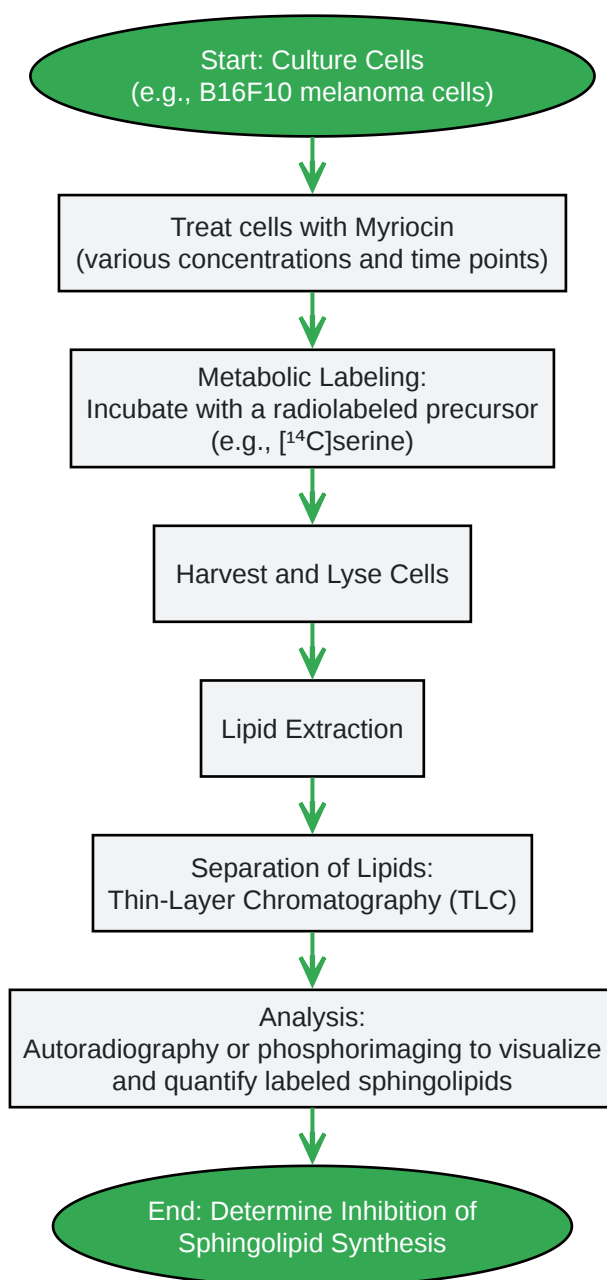 Start: Culture Cells
(e.g., B16F10 melanoma cells)
Treat cells with Myriocin
(various concentrations and time points)
Metabolic Labeling:
Incubate with a radiolabeled precursor
(e.g., [¹⁴C]serine)
Harvest and Lyse Cells
Lipid Extraction
Separation of Lipids:
Thin-Layer Chromatography (TLC)
Analysis:
Autoradiography or phosphorimaging to visualize
and quantify labeled sphingolipids
End: Determine Inhibition of
Sphingolipid Synthesis